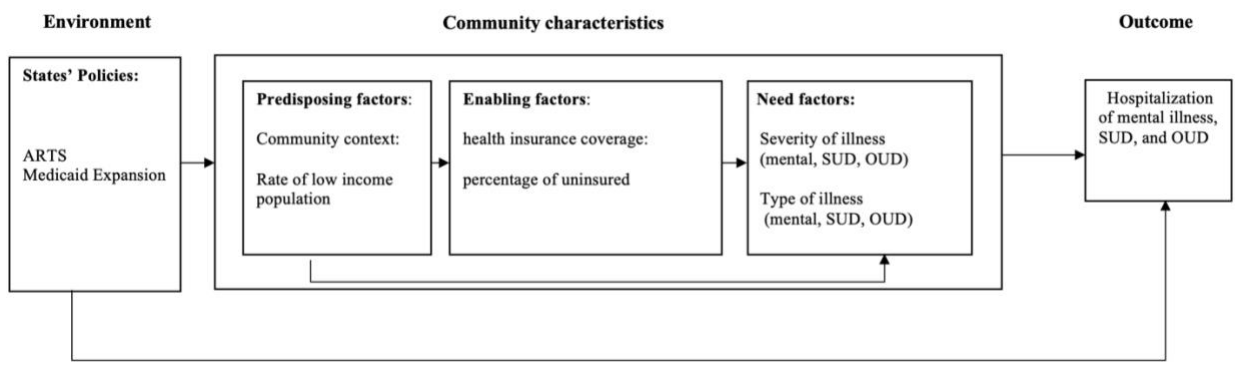 Environment
Community characteristics
Outcome
States’ Policies:
ARTS
Medicaid Expansion
Predisposing factors:
Community context:
Rate of low income
population
Enabling factors:
health insurance coverage:
percentage of uninsured
Need factors:
Severity of illness
(mental, SUD, OUD)
Type of illness
(mental, SUD, OUD)
Hospitalization
of mental illness,
SUD, and OUD